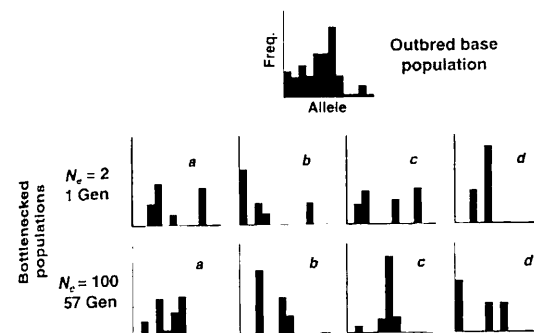 Freq.
Outbred base
population
Allele
Bottlenecked
populations
Ne = 2
1 Gen
a
b
c
d
Ne = 100
57 Gen
a
b
c
d